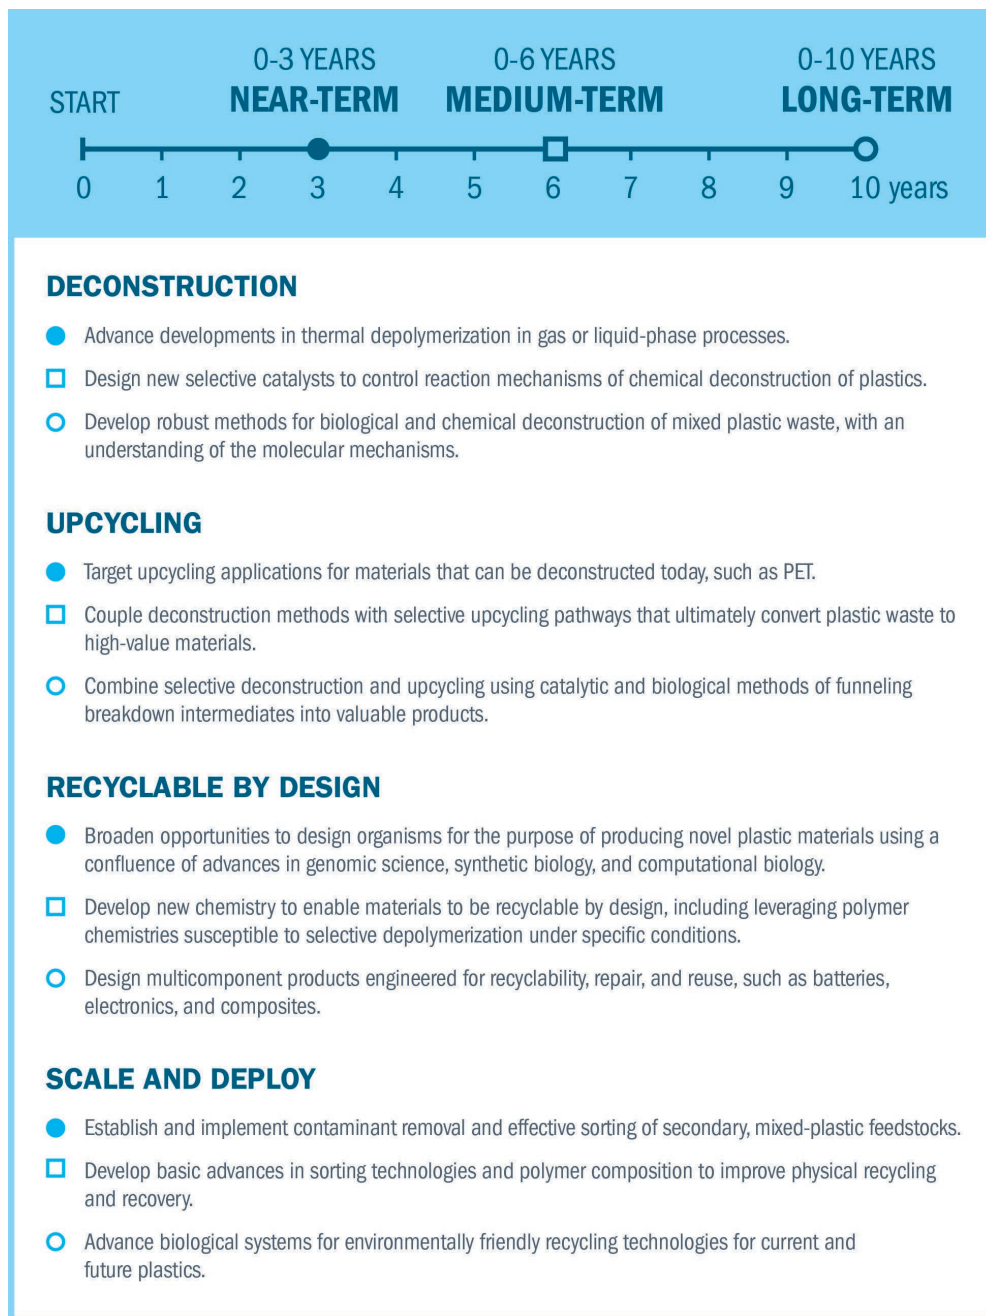 0-3 YEARS
0-6 YEARS
0-10 YEARS
START
NEAR-TERM
MEDIUM-TERM
LONG-TERM
0 1 2 3 4 5 6 7 8 9 10 years
DECONSTRUCTION
Advance developments in thermal depolymerization in gas or liquid-phase processes.
Design new selective catalysts to control reaction mechanisms of chemical deconstruction of plastics.
Develop robust methods for biological and chemical deconstruction of mixed plastic waste, with an
understanding of the molecular mechanisms.
UPCYCLING
Target upcycling applications for materials that can be deconstructed today, such as PET.
Couple deconstruction methods with selective upcycling pathways that ultimately convert plastic waste to
high-value materials.
Combine selective deconstruction and upcycling using catalytic and biological methods of funneling
breakdown intermediates into valuable products.
RECYCLABLE BY DESIGN
Broaden opportunities to design organisms for the purpose of producing novel plastic materials using a
confluence of advances in genomic science, synthetic biology, and computational biology.
Develop new chemistry to enable materials to be recyclable by design, including leveraging polymer
chemistries susceptible to selective depolymerization under specific conditions.
Design multicomponent products engineered for recyclability, repair, and reuse, such as batteries,
electronics, and composites.
SCALE AND DEPLOY
Establish and implement contaminant removal and effective sorting of secondary, mixed-plastic feedstocks.
Develop basic advances in sorting technologies and polymer composition to improve physical recycling
and recovery.
Advance biological systems for environmentally friendly recycling technologies for current and
future plastics.